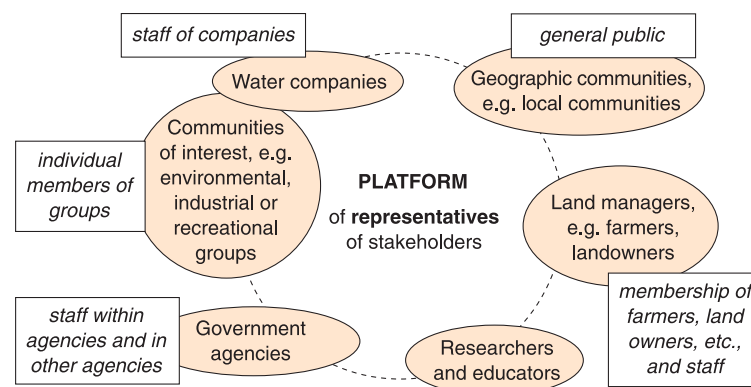 staff of companies
Water companies
general public
Geographic communities,
e.g. local communities
individual
members of
groups
Communities
of interest, e.g.
environmental,
industrial or
recreational
groups
PLATFORM
of representatives
of stakeholders
Land managers,
e.g. farmers,
landowners
membership of
farmers, land
owners, etc.,
and staff
staff within
agencies and in
other agencies
Government
agencies
Researchers
and educators